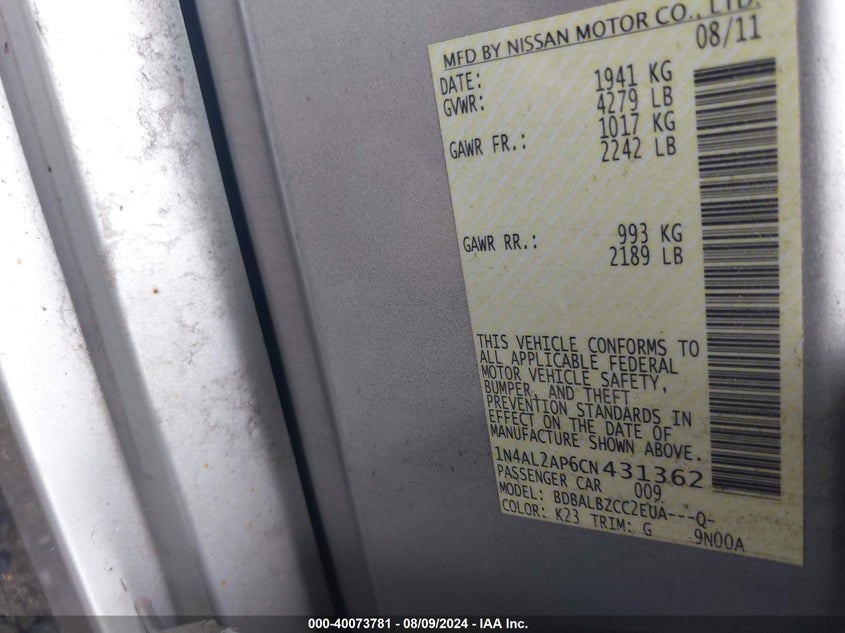 MFD BY NISSAN MOTOR CO., LTD.
DATE: 08/11
GVWR: 1941 KG
4279 LB
GAWR FR.: 1017 KG
2242 LB
GAWR RR.: 993 KG
2189 LB
THIS VEHICLE CONFORMS TO
ALL APPLICABLE FEDERAL
MOTOR VEHICLE SAFETY,
BUMPER, AND THEFT
PREVENTION STANDARDS IN
EFFECT ON THE DATE OF
MANUFACTURE SHOWN ABOVE.
1N4AL2AP6CN431362
PASSENGER CAR 009
MODEL: BDBALBZCC2EUA---Q-
COLOR: K23 TRIM: G 9N00A
000-40073781 - 08/09/2024 - IAA Inc.